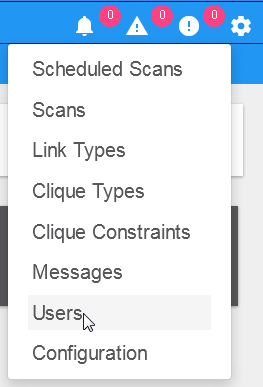 0 0 0
Scheduled Scans
Scans
Link Types
Clique Types
Clique Constraints
Messages
Users
Configuration